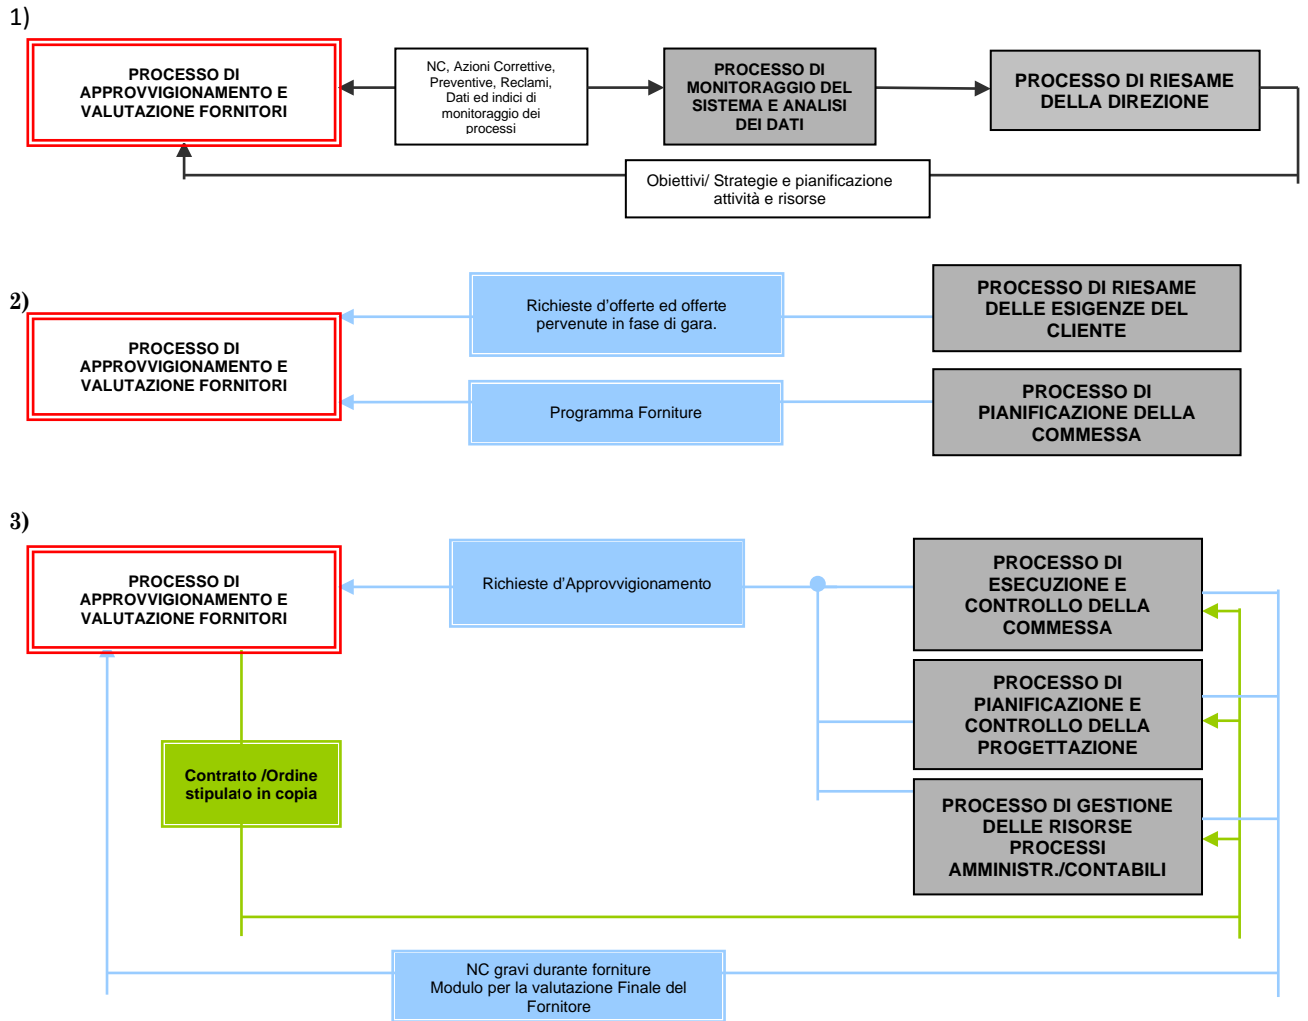 1)
PROCESSO DI
APPROVVIGIONAMENTO E
VALUTAZIONE FORNITORI
NC, Azioni Correttive,
Preventive, Reclami,
Dati ed indici di
monitoraggio dei
processi
PROCESSO DI
MONITORAGGIO DEL
SISTEMA E ANALISI
DEI DATI
PROCESSO DI RIESAME
DELLA DIREZIONE
Obiettivi/ Strategie e pianificazione
attività e risorse
2)
PROCESSO DI
APPROVVIGIONAMENTO E
VALUTAZIONE FORNITORI
Richieste d'offerte ed offerte
pervenute in fase di gara.
PROCESSO DI RIESAME
DELLE ESIGENZE DEL
CLIENTE
Programma Forniture
PROCESSO DI
PIANIFICAZIONE DELLA
COMMESSA
3)
PROCESSO DI
APPROVVIGIONAMENTO E
VALUTAZIONE FORNITORI
Richieste d'Approvvigionamento
PROCESSO DI
ESECUZIONE E
CONTROLLO DELLA
COMMESSA
PROCESSO DI
PIANIFICAZIONE E
CONTROLLO DELLA
PROGETTAZIONE
Contratto /Ordine
stipulato in copia
PROCESSO DI GESTIONE
DELLE RISORSE
PROCESSI
AMMINISTR./CONTABILI
NC gravi durante forniture
Modulo per la valutazione Finale del
Fornitore